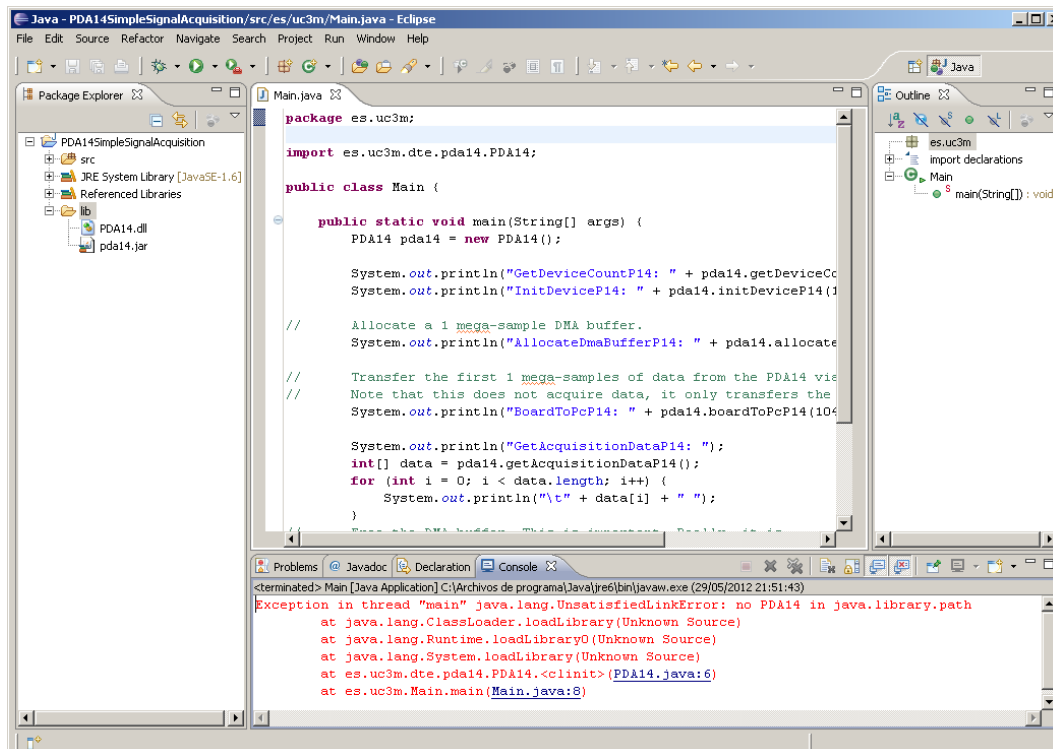 Java - PDA14SimpleSignalAcquisition/src/es/uc3m/Main.java - Eclipse
File Edit Source Refactor Navigate Search Project Run Window Help
Java
Package Explorer
PDA14SimpleSignalAcquisition
src
JRE System Library [JavaSE-1.6]
Referenced Libraries
lib
PDA14.dll
pda14.jar
Main.java
package es.uc3m;
import es.uc3m.dte.pda14.PDA14;
public class Main {
public static void main(String[] args) {
PDA14 pda14 = new PDA14();
System.out.println("GetDeviceCountP14: " + pda14.getDeviceCo
System.out.println("InitDeviceP14: " + pda14.initDeviceP14(1
// Allocate a 1 mega-sample DMA buffer.
System.out.println("AllocateDmaBufferP14: " + pda14.allocate
// Transfer the first 1 mega-samples of data from the PDA14 via
// Note that this does not acquire data, it only transfers the
System.out.println("BoardToPcP14: " + pda14.boardToPcP14(104
System.out.println("GetAcquisitionDataP14: ");
int[] data = pda14.getAcquisitionDataP14();
for (int i = 0; i < data.length; i++) {
System.out.println("\t" + data[i] + " ");
}
Outline
es.uc3m
import declarations
Main
main(String[]) : void
Problems @ Javadoc Declaration Console
<terminated> Main [Java Application] C:\Archivos de programa\Java\jre6\bin\javaw.exe (29/05/2012 21:51:43)
Exception in thread "main" java.lang.UnsatisfiedLinkError: no PDA14 in java.library.path
at java.lang.ClassLoader.loadLibrary(Unknown Source)
at java.lang.Runtime.loadLibrary0(Unknown Source)
at java.lang.System.loadLibrary(Unknown Source)
at es.uc3m.dte.pda14.PDA14.<clinit>(PDA14.java:6)
at es.uc3m.Main.main(Main.java:8)